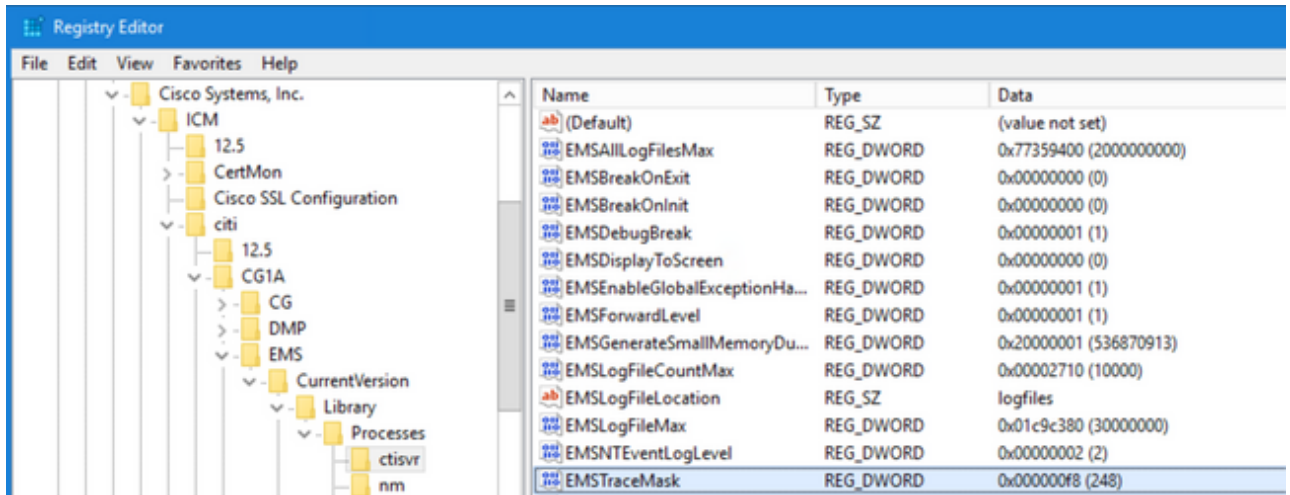 Registry Editor
File Edit View Favorites Help
Cisco Systems, Inc.
ICM
12.5
CertMon
Cisco SSL Configuration
citi
12.5
CG1A
CG
DMP
EMS
CurrentVersion
Library
Processes
ctisvr
nm
Name Type Data
(Default) REG_SZ (value not set)
EMSAllLogFilesMax REG_DWORD 0x77359400 (2000000000)
EMSBreakOnExit REG_DWORD 0x00000000 (0)
EMSBreakOnInit REG_DWORD 0x00000000 (0)
EMSDebugBreak REG_DWORD 0x00000001 (1)
EMSDisplayToScreen REG_DWORD 0x00000000 (0)
EMSEnableGlobalExceptionHa... REG_DWORD 0x00000001 (1)
EMSForwardLevel REG_DWORD 0x00000001 (1)
EMSGenerateSmallMemoryDu... REG_DWORD 0x20000001 (536870913)
EMSLogFileCountMax REG_DWORD 0x00002710 (10000)
EMSLogFileLocation REG_SZ logfiles
EMSLogFileMax REG_DWORD 0x01c9c380 (30000000)
EMSNTEventLogLevel REG_DWORD 0x00000002 (2)
EMSTraceMask REG_DWORD 0x000000f8 (248)